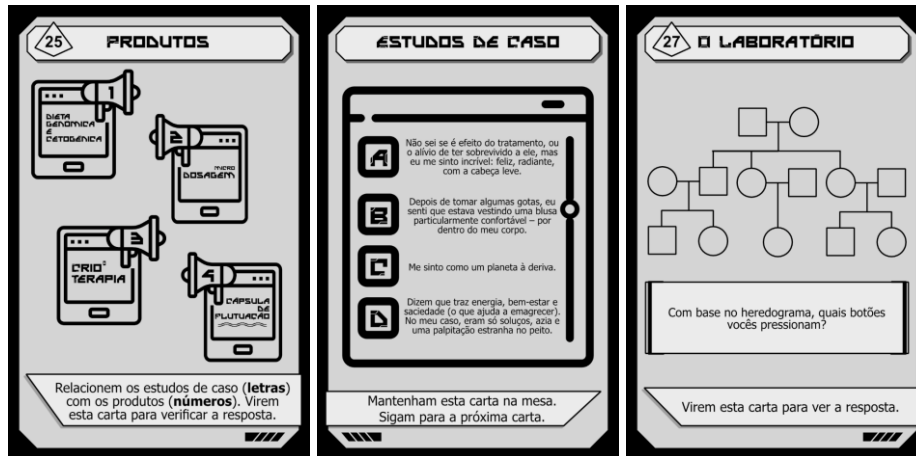 25 PRODUTOS
1
DIETA
GENÔMICA
E
CETOGÊNICA
2
MICRO
DOSAGEM
3
CRIO²
TERAPIA
4
CÁPSULA
DE
FLUTUAÇÃO
Relacionem os estudos de caso (letras)
com os produtos (números). Virem
esta carta para verificar a resposta.
ESTUDOS DE CASO
A
Não sei se é efeito do tratamento, ou
o alívio de ter sobrevivido a ele, mas
eu me sinto incrível: feliz, radiante,
com a cabeça leve.
B
Depois de tomar algumas gotas, eu
senti que estava vestindo uma blusa
particularmente confortável – por
dentro do meu corpo.
C
Me sinto como um planeta à deriva.
D
Dizem que traz energia, bem-estar e
saciedade (o que ajuda a emagrecer).
No meu caso, eram só soluços, azia e
uma palpitação estranha no peito.
Mantenham esta carta na mesa.
Sigam para a próxima carta.
27 O LABORATÓRIO
Com base no heredograma, quais botões
vocês pressionam?
Virem esta carta para ver a resposta.